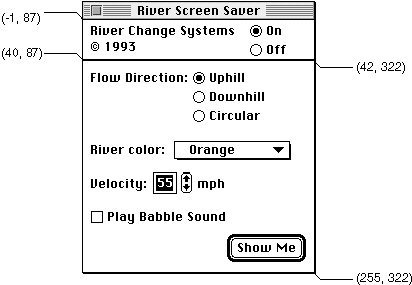 River Screen Saver
(-1, 87)
River Change Systems
On
© 1993
Off
(40, 87)
(42, 322)
Flow Direction: Uphill
Downhill
Circular
River color: Orange
Velocity: 55 mph
Play Babble Sound
Show Me
(255, 322)